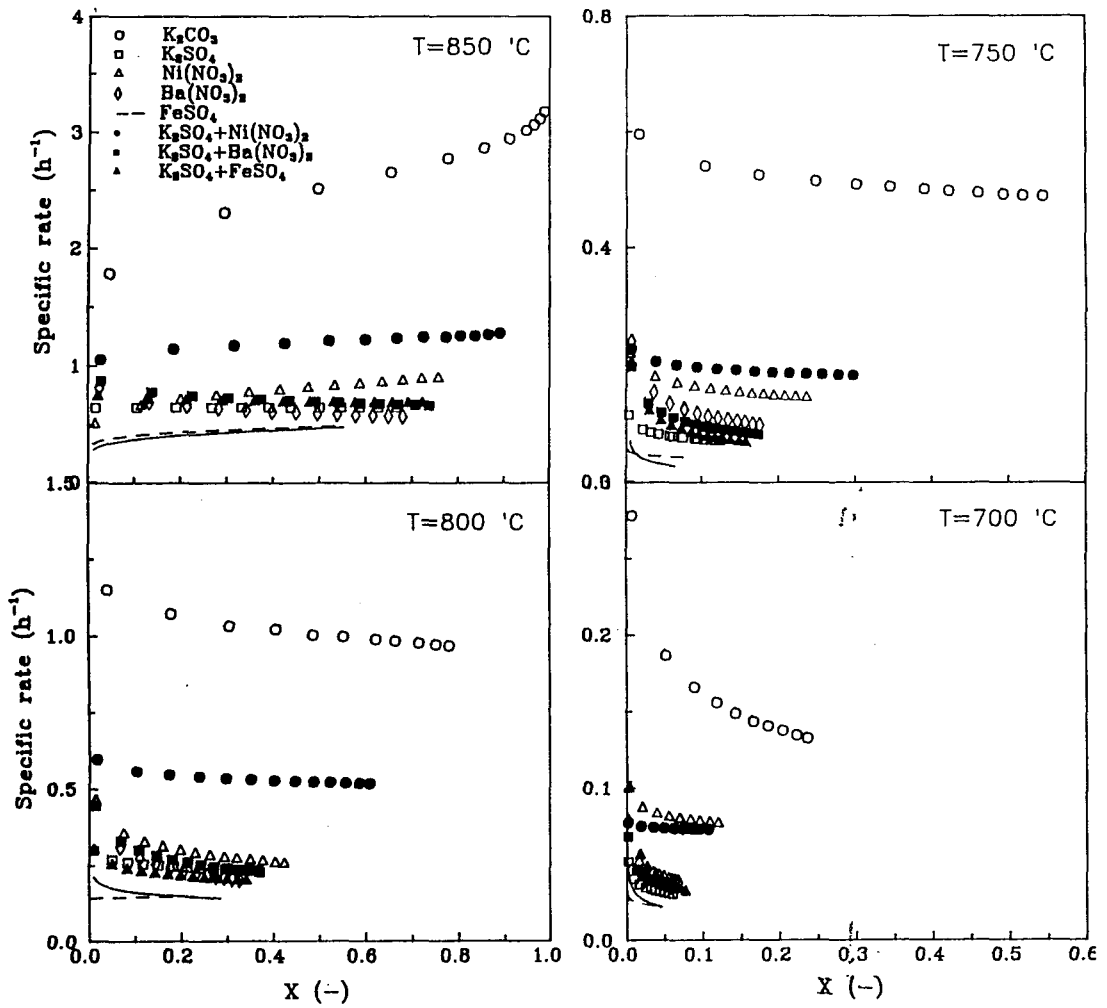 Specific rate (h⁻¹)
4
3
2
1
0
T=850 'C
K₂CO₃
K₂SO₄
Ni(NO₃)₂
Ba(NO₃)₂
FeSO₄
K₂SO₄+Ni(NO₃)₂
K₂SO₄+Ba(NO₃)₂
K₂SO₄+FeSO₄
0.8
0.4
T=750 'C
Specific rate (h⁻¹)
1.5
1.0
0.5
0.0
T=800 'C
0.0 0.2 0.4 0.6 0.8 1.0
X (-)
0.2
0.1
0.0
T=700 'C
0.0 0.1 0.2 0.3 0.4 0.5 0.6
X (-)